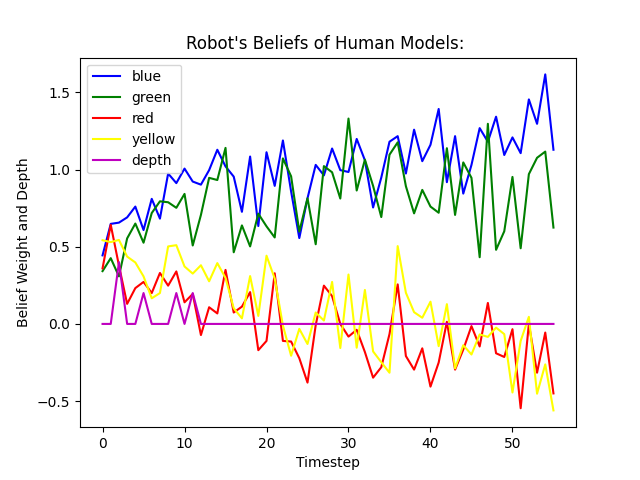 Robot's Beliefs of Human Models:
blue
green
red
yellow
depth
1.5
1.0
0.5
0.0
−0.5
Belief Weight and Depth
0 10 20 30 40 50
Timestep